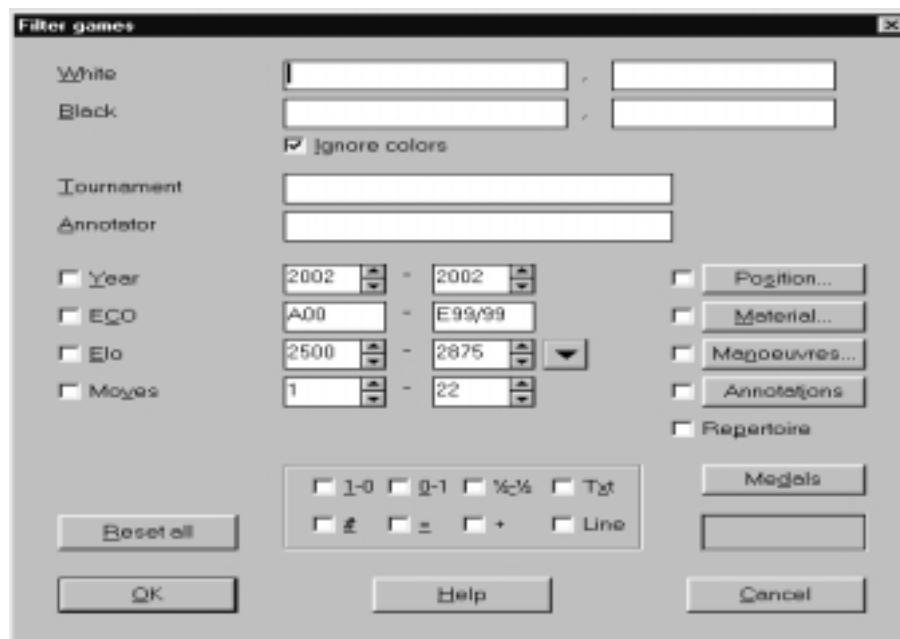 Filter games
White ,
Black ,
Ignore colors
Tournament
Annotator
Year 2002 - 2002 Position...
ECO A00 - E99/99 Material...
Elo 2500 - 2875 Manoeuvres...
Moves 1 - 22 Annotations
Repertoire
1-0 0-1 ½-½ Txt Medals
# = + Line
Reset all
OK Help Cancel